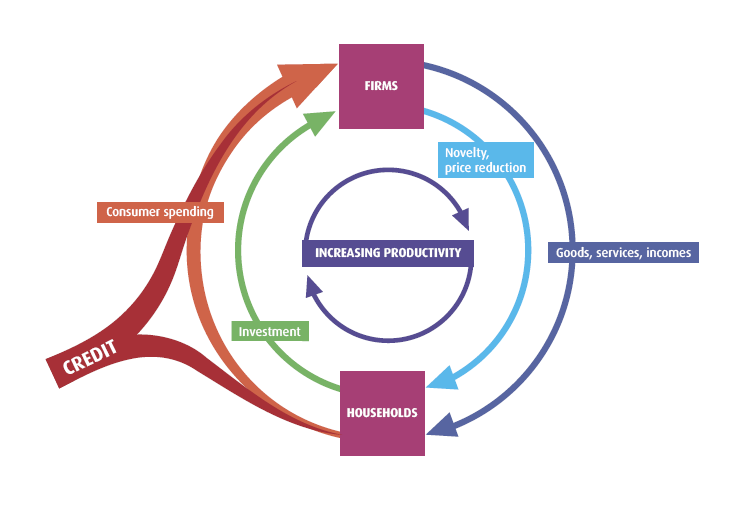 FIRMS
Novelty,
price reduction
Consumer spending
INCREASING PRODUCTIVITY
Goods, services, incomes
Investment
CREDIT
HOUSEHOLDS